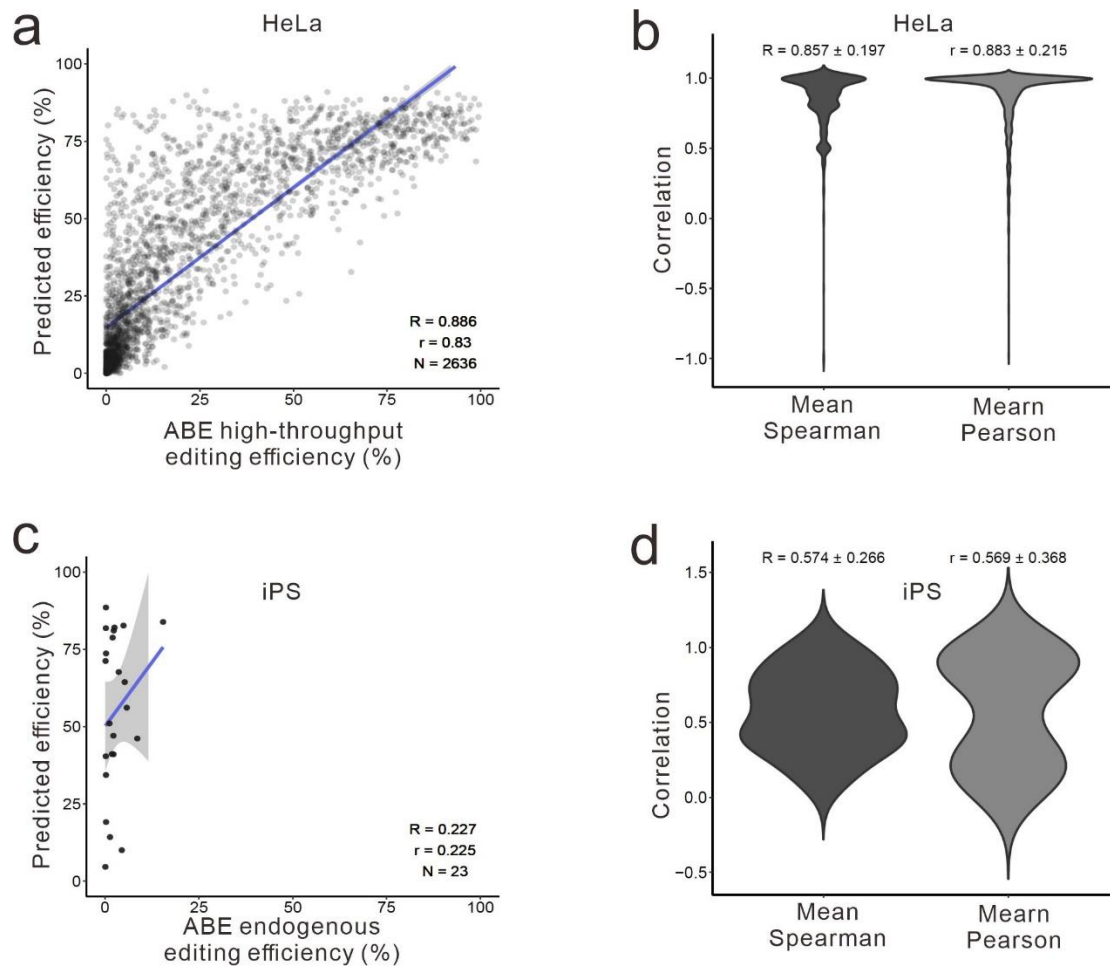 a
HeLa
100
75
50
25
0
Predicted efficiency (%)
R = 0.886
r = 0.83
N = 2636
0 25 50 75 100
ABE high-throughput
editing efficiency (%)
b
HeLa
R = 0.857 ± 0.197 r = 0.883 ± 0.215
1.0
0.5
0.0
−0.5
−1.0
Correlation
Mean Mearn
Spearman Pearson
c
iPS
100
75
50
25
0
Predicted efficiency (%)
R = 0.227
r = 0.225
N = 23
0 25 50 75 100
ABE endogenous
editing efficiency (%)
d
R = 0.574 ± 0.266 r = 0.569 ± 0.368
iPS
1.5
1.0
0.5
0.0
−0.5
Correlation
Mean Mearn
Spearman Pearson